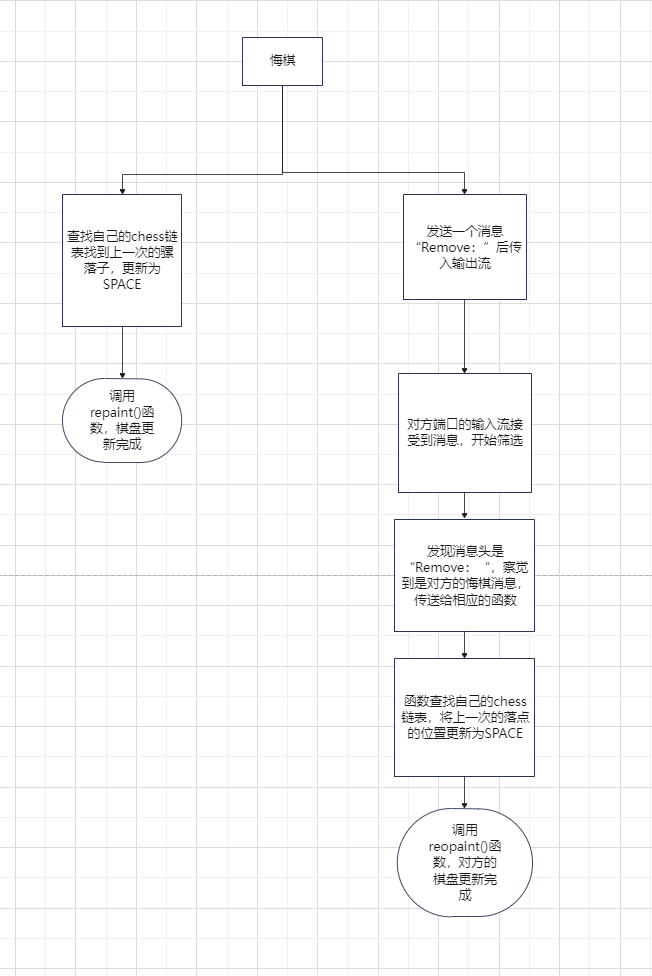 悔棋
查找自己的chess链
表找到上一次的骡
落子，更新为
SPACE
调用
repaint()函
数，棋盘更
新完成
发送一个消息
“Remove：”后传
入输出流
对方端口的输入流接
受到消息，开始筛选
发现消息头是
“Remove：“，察觉
到是对方的悔棋消息，
传送给相应的函数
函数查找自己的chess
链表，将上一次的落点
的位置更新为SPACE
调用
reopaint()函
数，对方的
棋盘更新完
成